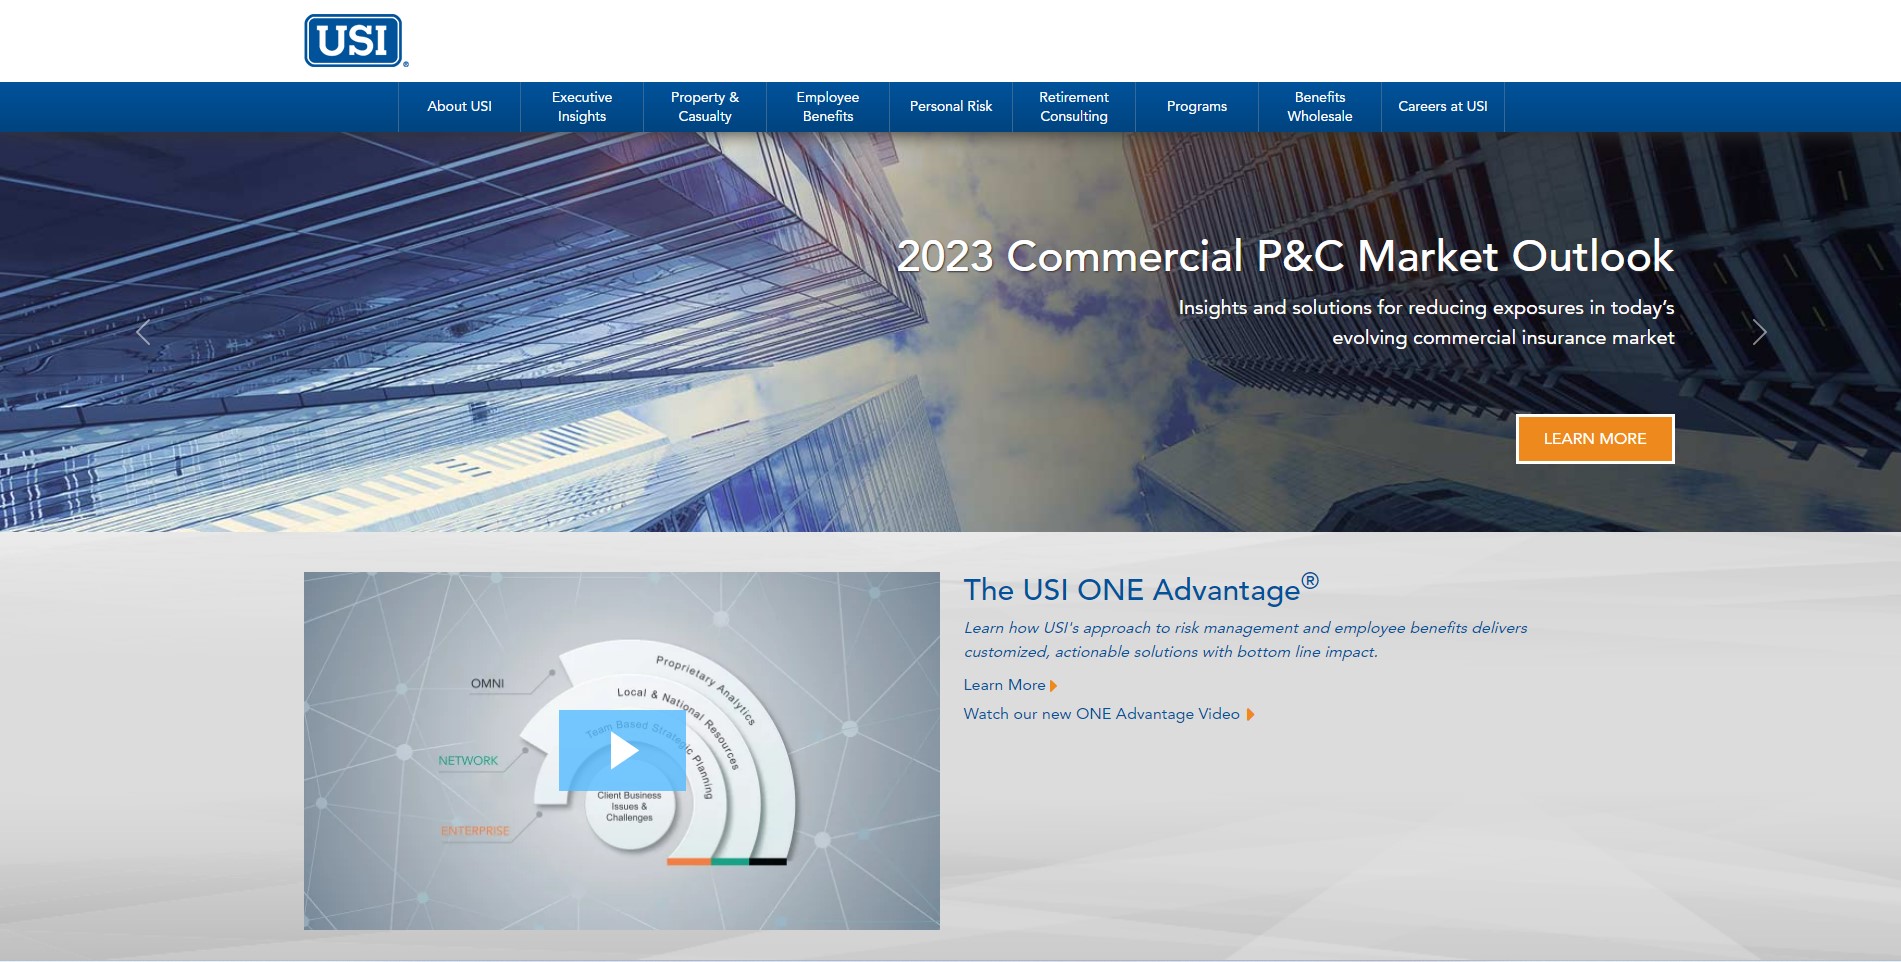 USI
®
About USI
Executive
Insights
Property &
Casualty
Employee
Benefits
Personal Risk
Retirement
Consulting
Programs
Benefits
Wholesale
Careers at USI
2023 Commercial P&C Market Outlook
Insights and solutions for reducing exposures in today’s
evolving commercial insurance market
LEARN MORE
OMNI
NETWORK
ENTERPRISE
Proprietary Analytics
Local & National Resources
Team Based Strategic Planning
Client Business
Issues &
Challenges
The USI ONE Advantage®
Learn how USI's approach to risk management and employee benefits delivers
customized, actionable solutions with bottom line impact.
Learn More
Watch our new ONE Advantage Video